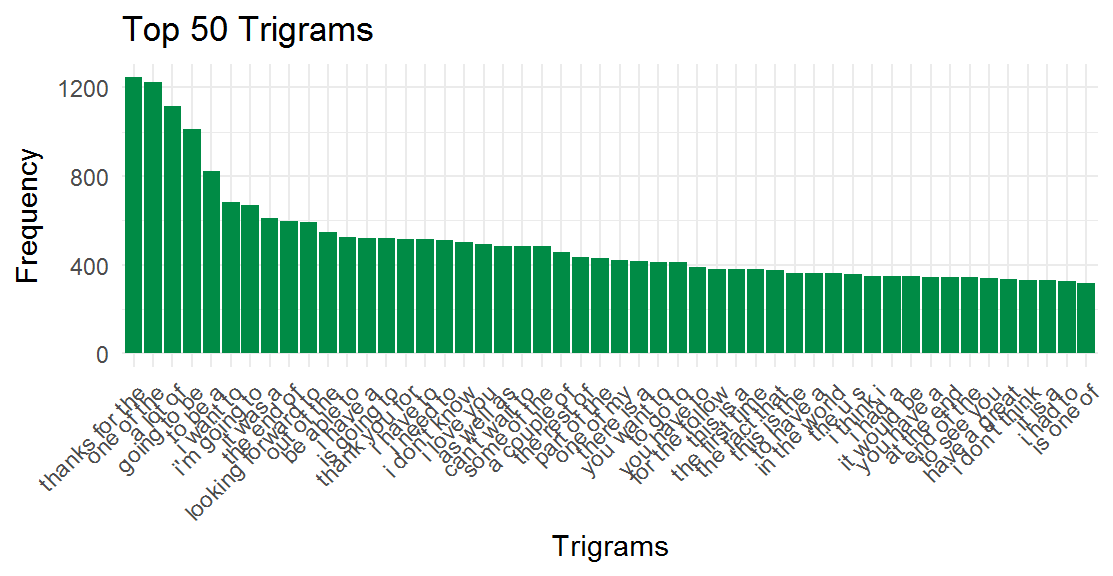 Top 50 Trigrams
Frequency
1200
800
400
0
thanks for the
one of the
a lot of
going to be
to be a
i want to
i'm going to
it was a
the end of
looking forward to
out of the
be able to
i have a
is going to
thank you for
i have to
i need to
i don't know
i love you
as well as
can't wait to
some of the
a couple of
the rest of
part of the
one of my
there is a
you want to
to go to
you have to
for the follow
this is a
the first time
the fact that
this is the
to have a
in the world
the u s
i think i
i had a
it would be
you have a
at the end
end of the
to see you
have a great
i don't think
it is a
i had to
is one of
Trigrams